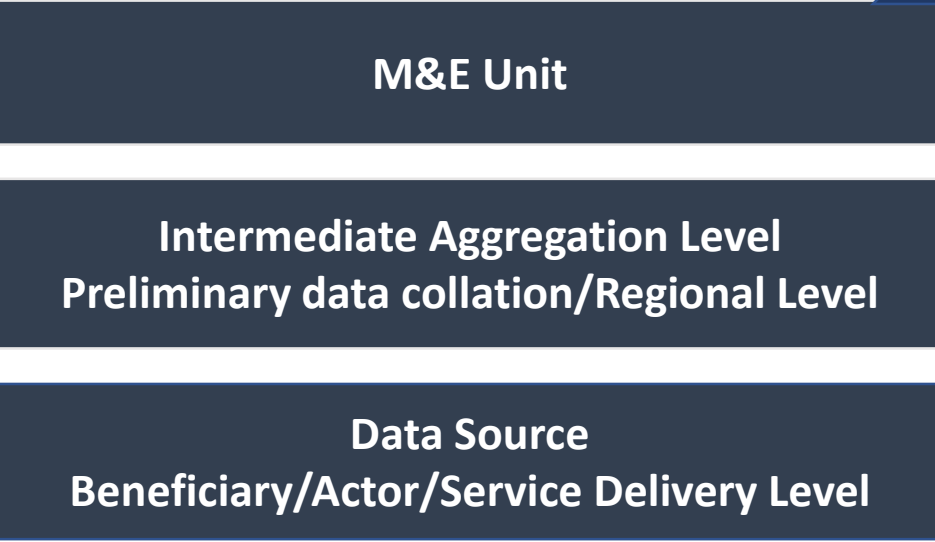 M&E Unit
Intermediate Aggregation Level
Preliminary data collation/Regional Level
Data Source
Beneficiary/Actor/Service Delivery Level